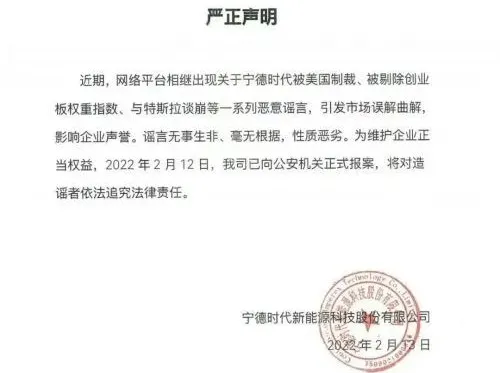 严正声明
近期，网络平台相继出现关于宁德时代被美国制裁、被剔除创业
板权重指数、与特斯拉谈崩等一系列恶意谣言，引发市场误解曲解，
影响企业声誉。谣言无事生非、毫无根据，性质恶劣。为维护企业正
当权益，2022 年 2 月 12 日，我司已向公安机关正式报案，将对造
谣者依法追究法律责任。
宁德时代新能源科技股份有限公司
2022 年 2 月 13 日